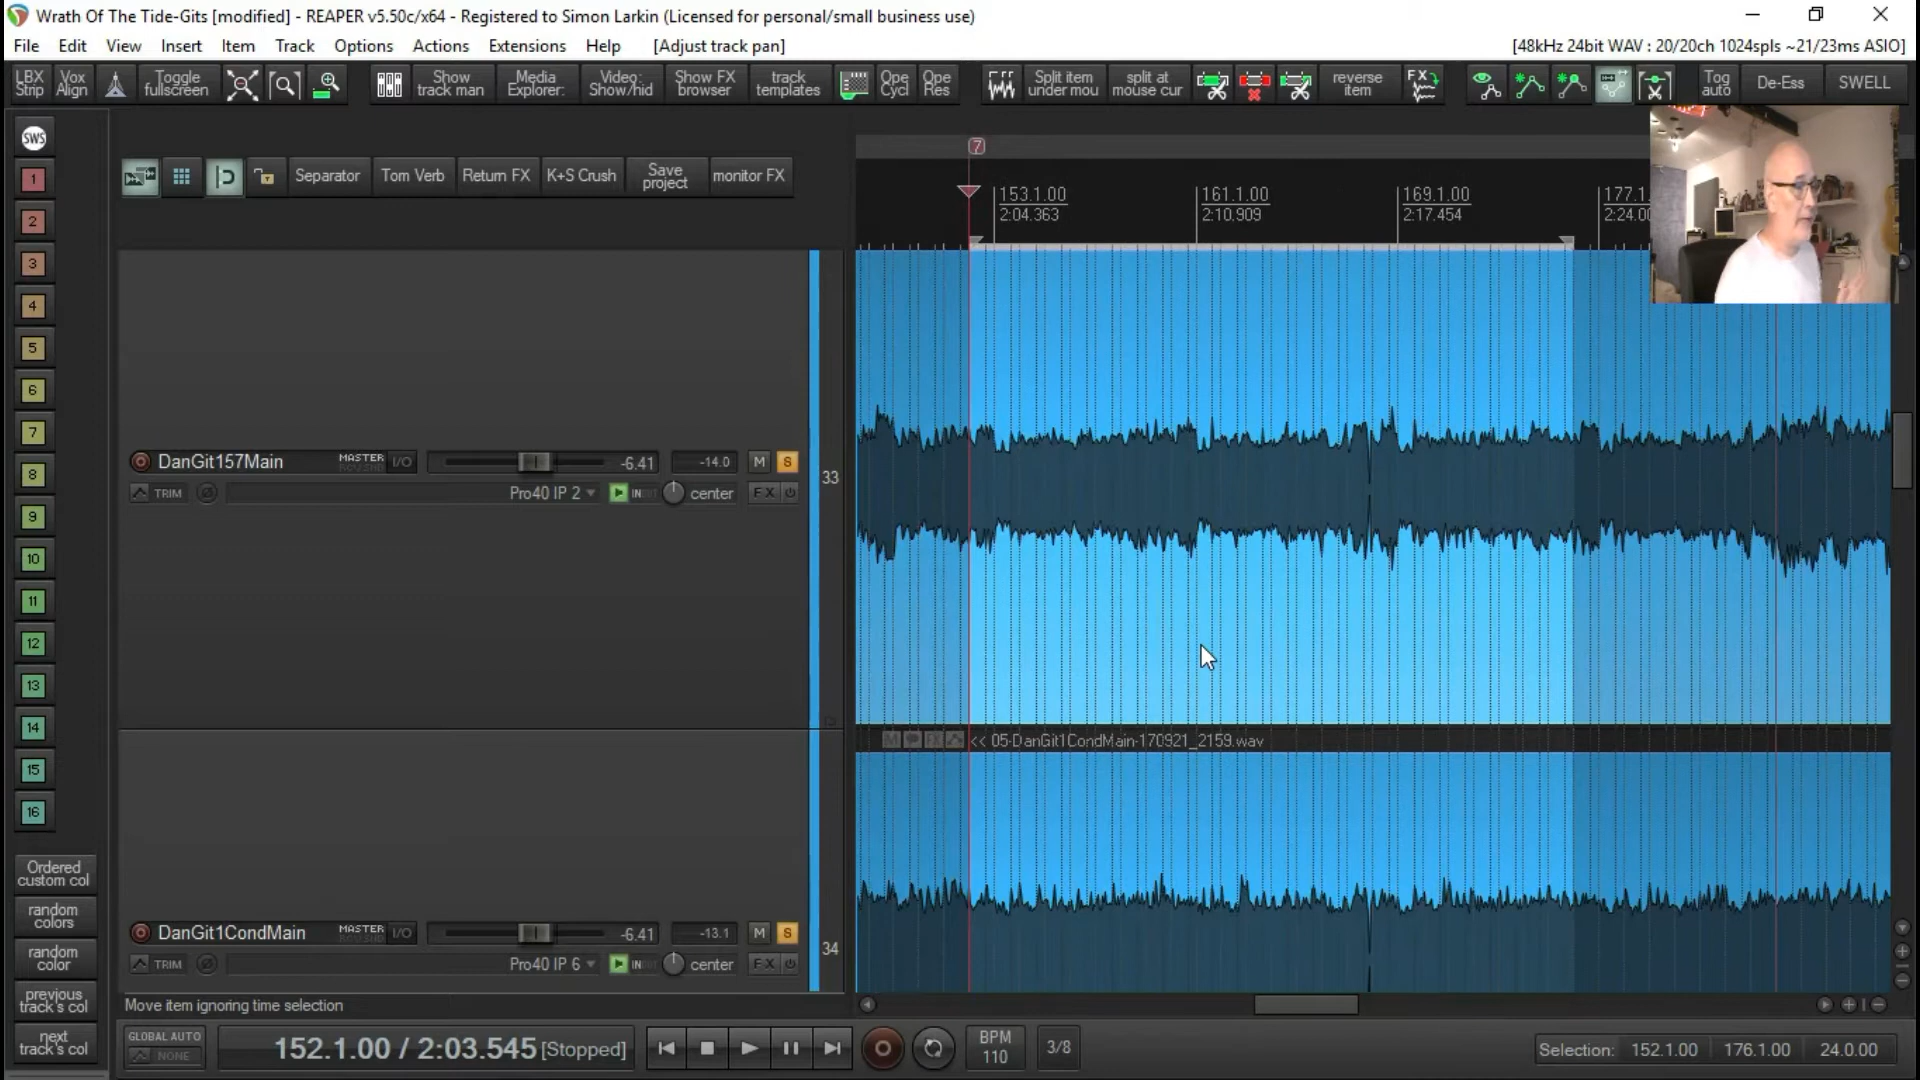 Wrath Of The Tide-Gits [modified] - REAPER v5.50c/x64 - Registered to Simon Larkin (Licensed for personal/small business use)
File Edit View Insert Item Track Options Actions Extensions Help [Adjust track pan] [48kHz 24bit WAV : 20/20ch 1024spls ~21/23ms ASIO]
LBX Strip Vox Align Toggle fullscreen Show track man Media Explorer: Video: Show/hid Show FX browser track templates Ope Cycl Ope Res Split item under mou split at mouse cur reverse item FX Tog auto De-Ess SWELL
SWS
1
2
3
4
5
6
7
8
9
10
11
12
13
14
15
16
Ordered custom col
random colors
random color
previous track's col
next track's col
Separator Tom Verb Return FX K+S Crush Save project monitor FX
7
153.1.00 161.1.00 169.1.00 177.1.
2:04.363 2:10.909 2:17.454 2:24.00
DanGit157Main MASTER I/O -6.41 -14.0 M S
TRIM Pro40 IP 2 IN center FX
33
<< 05-DanGit1CondMain-170921_2159.wav
DanGit1CondMain MASTER I/O -6.41 -13.1 M S
TRIM Pro40 IP 6 IN center FX
34
Move item ignoring time selection
GLOBAL AUTO
NONE
152.1.00 / 2:03.545 [Stopped]
BPM
110
3/8
Selection: 152.1.00 176.1.00 24.0.00